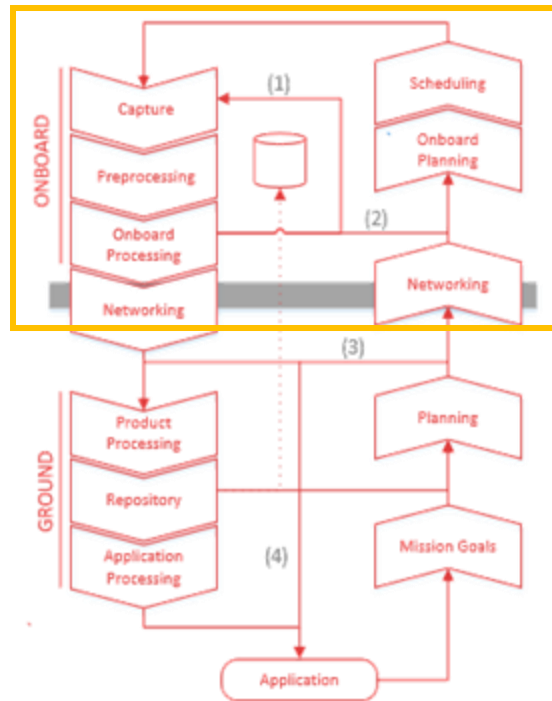 ONBOARD
Capture
Preprocessing
Onboard
Processing
Networking
(1)
(2)
Scheduling
Onboard
Planning
Networking
(3)
GROUND
Product
Processing
Repository
Application
Processing
(4)
Planning
Mission Goals
Application